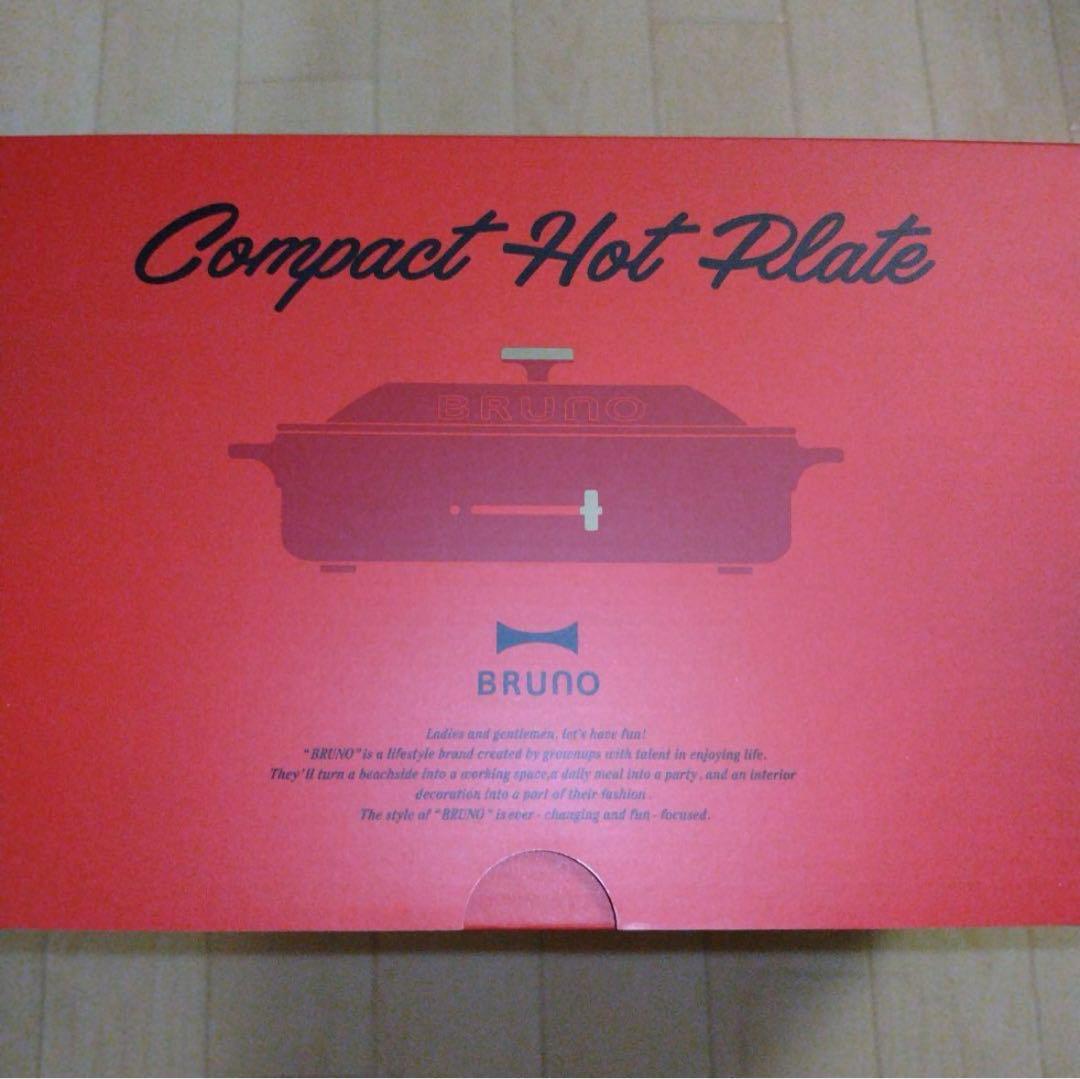 Compact Hot Plate
BRUNO
BRUNO
Ladies and gentlemen, let's have fun!
"BRUNO" is a lifestyle brand created by grownups with talent in enjoying life.
They'll turn a beachside into a working space,a daily meal into a party, and an interior
decoration into a part of their fashion.
The style of "BRUNO" is ever - changing and fun - focused.